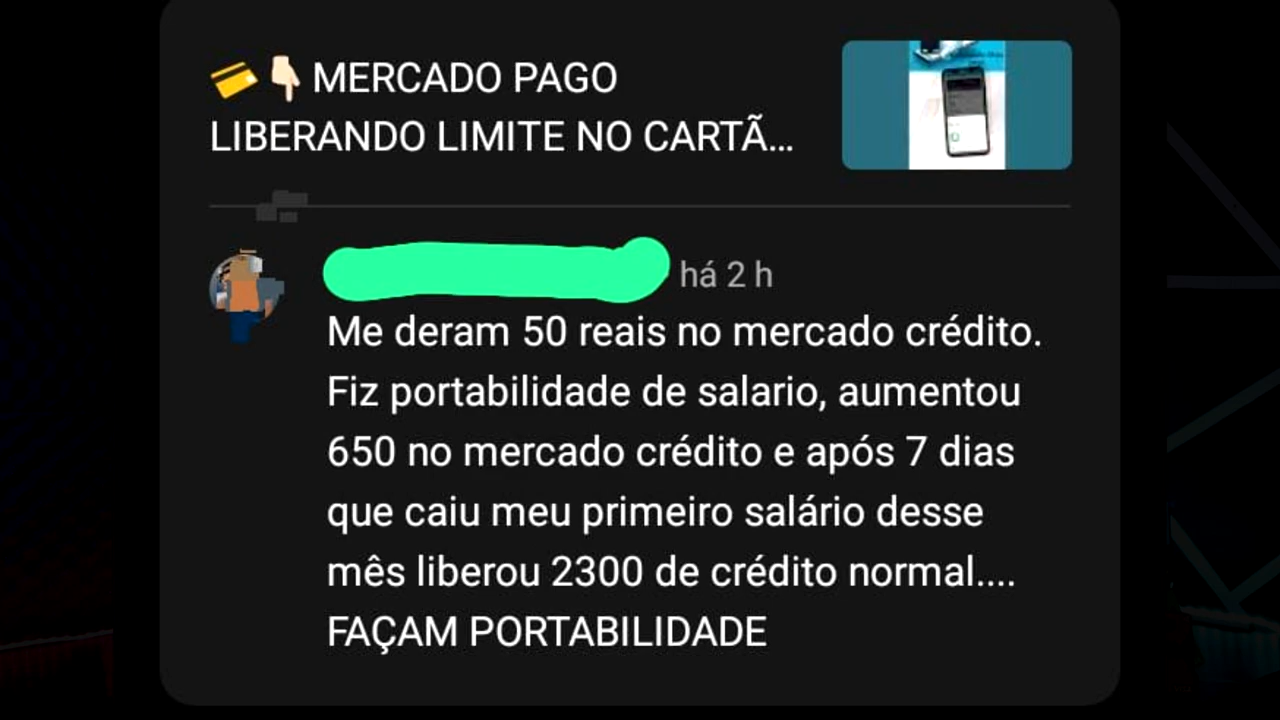 💳👇🏻 MERCADO PAGO
LIBERANDO LIMITE NO CARTÃ...
há 2 h
Me deram 50 reais no mercado crédito.
Fiz portabilidade de salario, aumentou
650 no mercado crédito e após 7 dias
que caiu meu primeiro salário desse
mês liberou 2300 de crédito normal....
FAÇAM PORTABILIDADE